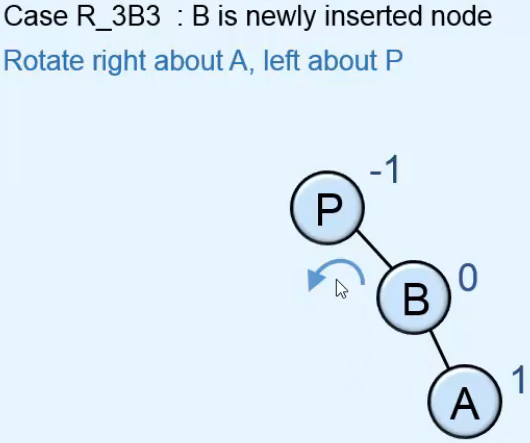 Case R_3B3 : B is newly inserted node
Rotate right about A, left about P
-1
P
0
B
1
A